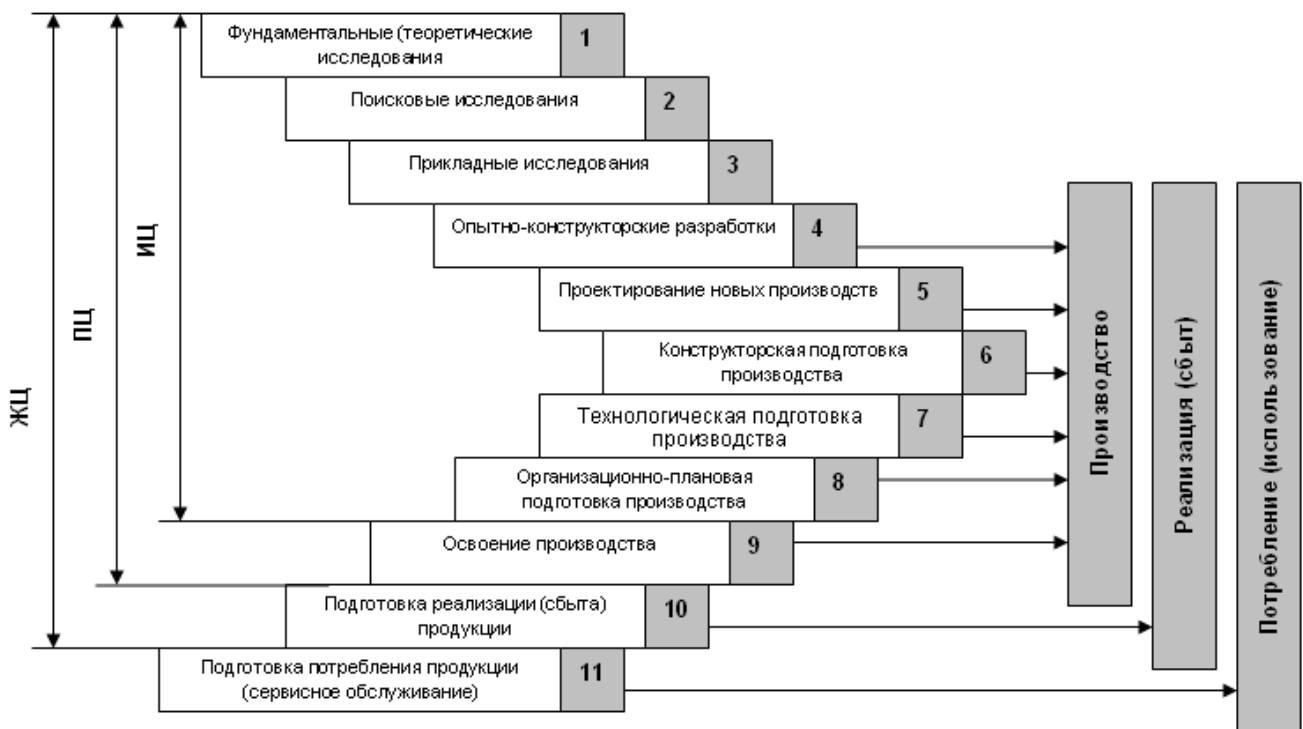 Фундаментальные (теоретические
исследования
1
Поисковые исследования
2
Прикладные исследования
3
Опытно-конструкторские разработки
4
Проектирование новых производств
5
Конструкторская подготовка
производства
6
Технологическая подготовка
производства
7
Организационно-плановая
подготовка производства
8
Освоение производства
9
Подготовка реализации (сбыта)
продукции
10
Подготовка потребления продукции
(сервисное обслуживание)
11
ЖЦ
ПЦ
ИЦ
Производство
Реализация (сбыт)
Потребление (использование)